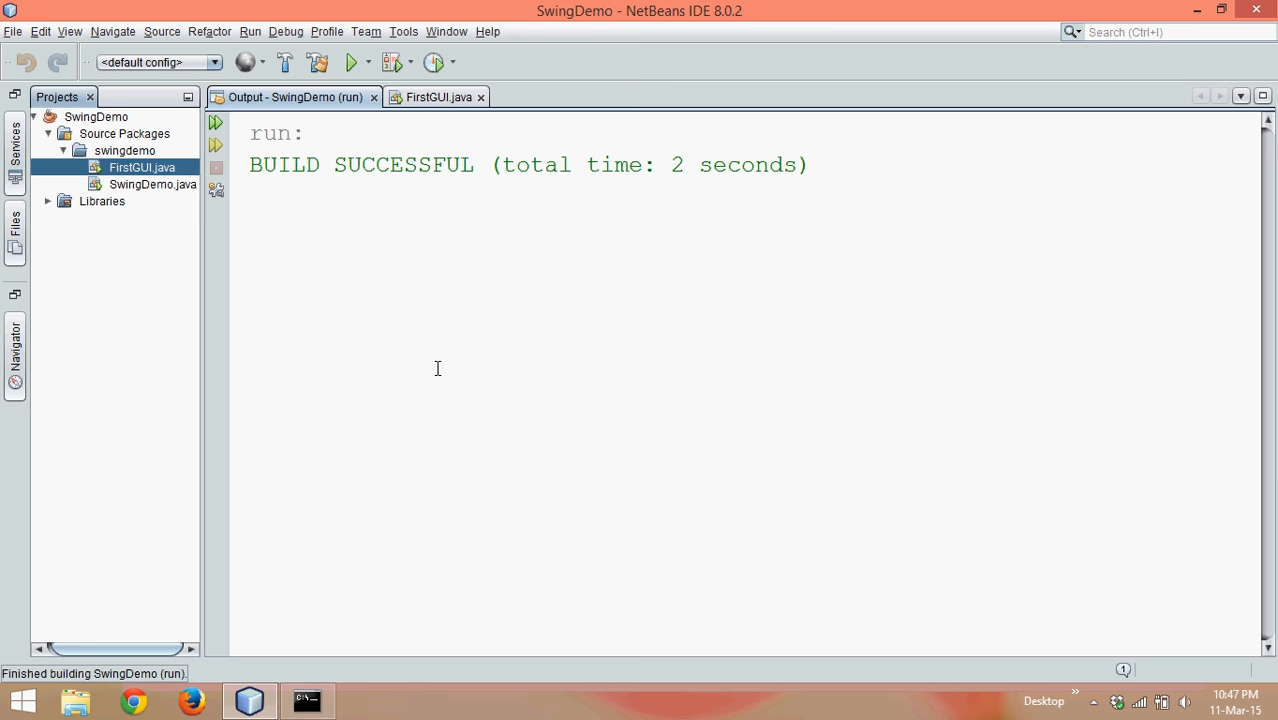 SwingDemo - NetBeans IDE 8.0.2
File Edit View Navigate Source Refactor Run Debug Profile Team Tools Window Help
Search (Ctrl+I)
<default config>
Projects
Output - SwingDemo (run)
FirstGUI.java
SwingDemo
Source Packages
swingdemo
FirstGUI.java
SwingDemo.java
Libraries
Services
Files
Navigator
run:
BUILD SUCCESSFUL (total time: 2 seconds)
Finished building SwingDemo (run).
1
C:\.
Desktop
10:47 PM
11-Mar-15